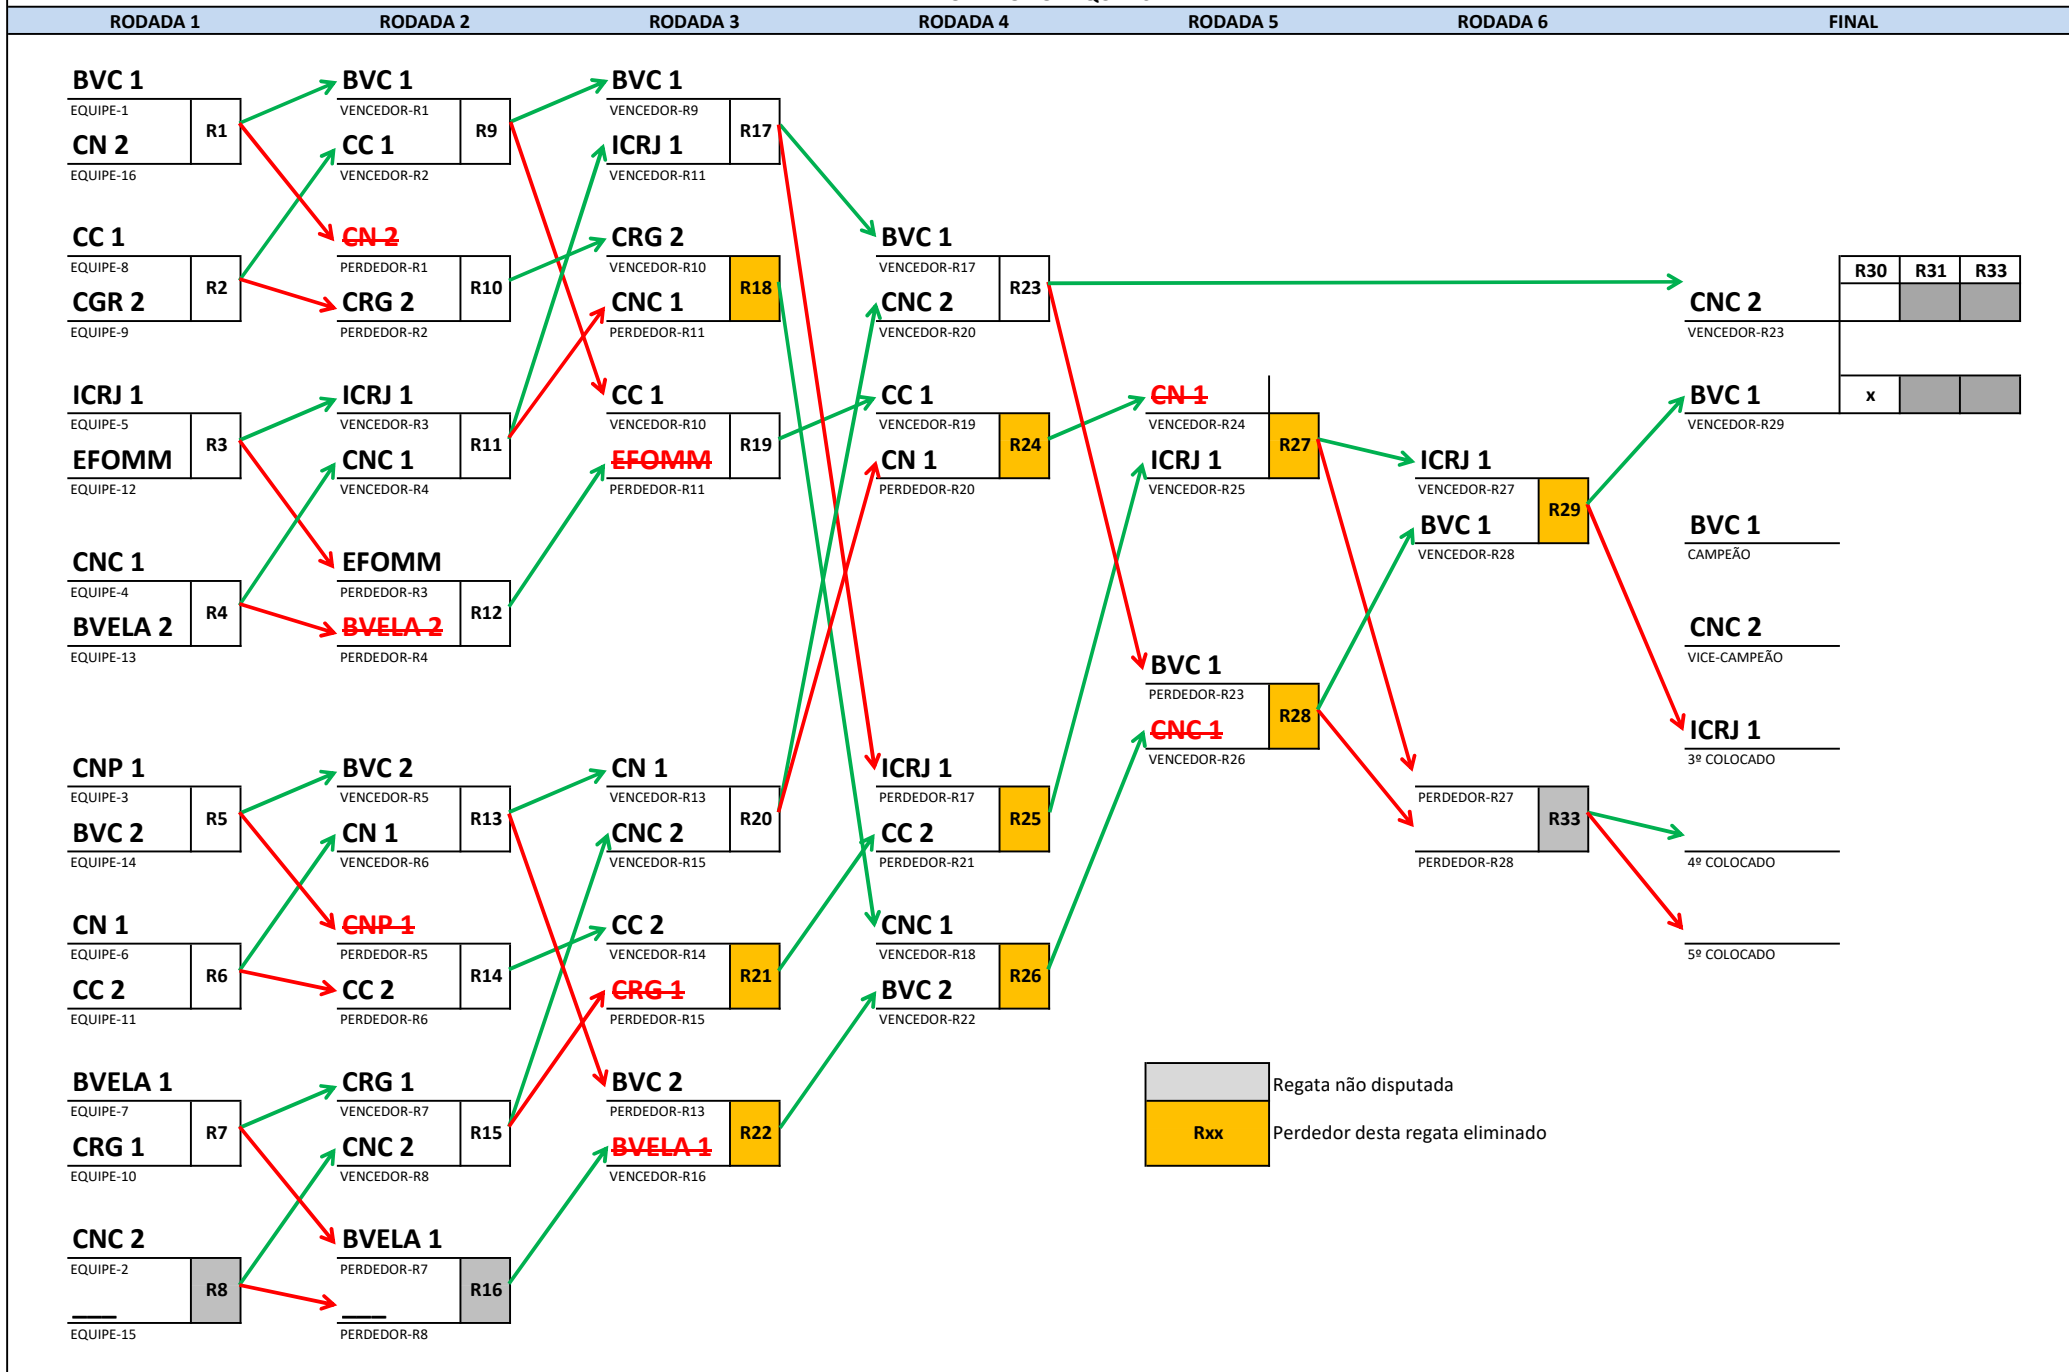 RODADA 1 RODADA 2 RODADA 3 RODADA 4 RODADA 5 RODADA 6 FINAL
BVC 1 BVC 1 BVC 1
EQUIPE-1 VENCEDOR-R1 VENCEDOR-R9
R1 R9 R17
CN 2 CC 1 ICRJ 1
EQUIPE-16 VENCEDOR-R2 VENCEDOR-R11
CC 1 CN 2 CRG 2 BVC 1
EQUIPE-8 PERDEDOR-R1 VENCEDOR-R10 VENCEDOR-R17 R30 R31 R33
R2 R10 R18 R23
CGR 2 CRG 2 CNC 1 CNC 2 CNC 2
EQUIPE-9 PERDEDOR-R2 PERDEDOR-R11 VENCEDOR-R20 VENCEDOR-R23
ICRJ 1 ICRJ 1 CC 1 CC 1 CN 1 BVC 1 x
EQUIPE-5 VENCEDOR-R3 VENCEDOR-R10 VENCEDOR-R19 VENCEDOR-R24 VENCEDOR-R29
R3 R11 R19 R24 R27
EFOMM CNC 1 EFOMM CN 1 ICRJ 1 ICRJ 1
EQUIPE-12 VENCEDOR-R4 PERDEDOR-R11 PERDEDOR-R20 VENCEDOR-R25 VENCEDOR-R27
R29
BVC 1 BVC 1
VENCEDOR-R28 CAMPEÃO
CNC 1 EFOMM
EQUIPE-4 PERDEDOR-R3
R4 R12
BVELA 2 BVELA 2 CNC 2
EQUIPE-13 PERDEDOR-R4 VICE-CAMPEÃO
BVC 1
PERDEDOR-R23
R28
CNC 1 ICRJ 1
VENCEDOR-R26 3º COLOCADO
CNP 1 BVC 2 CN 1 ICRJ 1
EQUIPE-3 VENCEDOR-R5 VENCEDOR-R13 PERDEDOR-R17 PERDEDOR-R27
R5 R13 R20 R25 R33
BVC 2 CN 1 CNC 2 CC 2
EQUIPE-14 VENCEDOR-R6 VENCEDOR-R15 PERDEDOR-R21 PERDEDOR-R28 4º COLOCADO
CN 1 CNP 1 CC 2 CNC 1
EQUIPE-6 PERDEDOR-R5 VENCEDOR-R14 VENCEDOR-R18 5º COLOCADO
R6 R14 R21 R26
CC 2 CC 2 CRG 1 BVC 2
EQUIPE-11 PERDEDOR-R6 PERDEDOR-R15 VENCEDOR-R22
BVELA 1 CRG 1 BVC 2 Regata não disputada
EQUIPE-7 VENCEDOR-R7 PERDEDOR-R13
R7 R15 R22 Rxx Perdedor desta regata eliminado
CRG 1 CNC 2 BVELA 1
EQUIPE-10 VENCEDOR-R8 VENCEDOR-R16
CNC 2 BVELA 1
EQUIPE-2 PERDEDOR-R7
R8 R16
___ ___
EQUIPE-15 PERDEDOR-R8